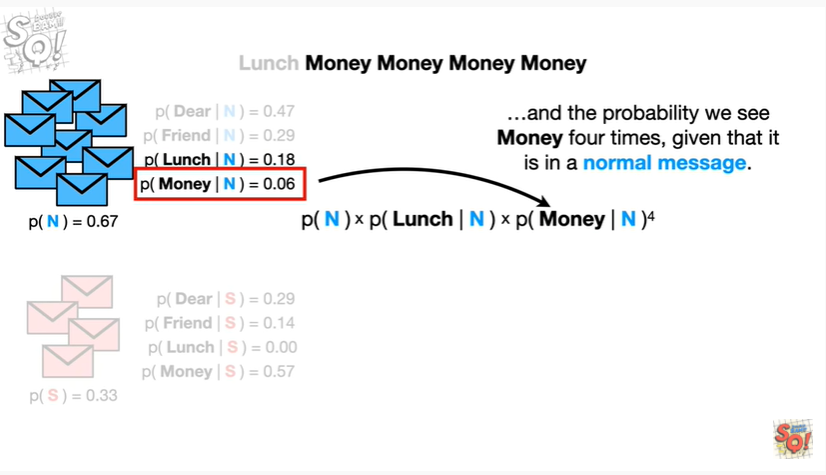 SQ!
Lunch Money Money Money Money
p( Dear | N ) = 0.47
p( Friend | N ) = 0.29
p( Lunch | N ) = 0.18
p( Money | N ) = 0.06
p( N ) = 0.67
…and the probability we see
Money four times, given that it
is in a normal message.
p( N ) x p( Lunch | N ) x p( Money | N )⁴
p( Dear | S ) = 0.29
p( Friend | S ) = 0.14
p( Lunch | S ) = 0.00
p( Money | S ) = 0.57
p( S ) = 0.33
SQ!